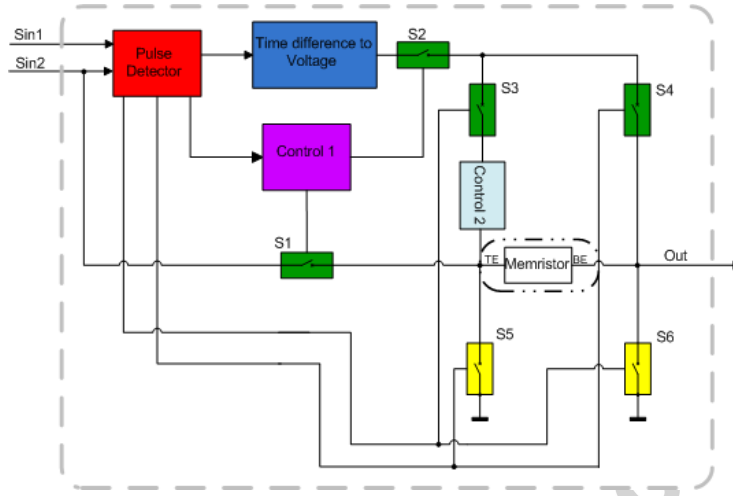 Sin1
Sin2
Pulse
Detector
Time difference to
Voltage
S2
S3
S4
Control 1
Control 2
S1
TE
Memristor
BE
Out
S5
S6